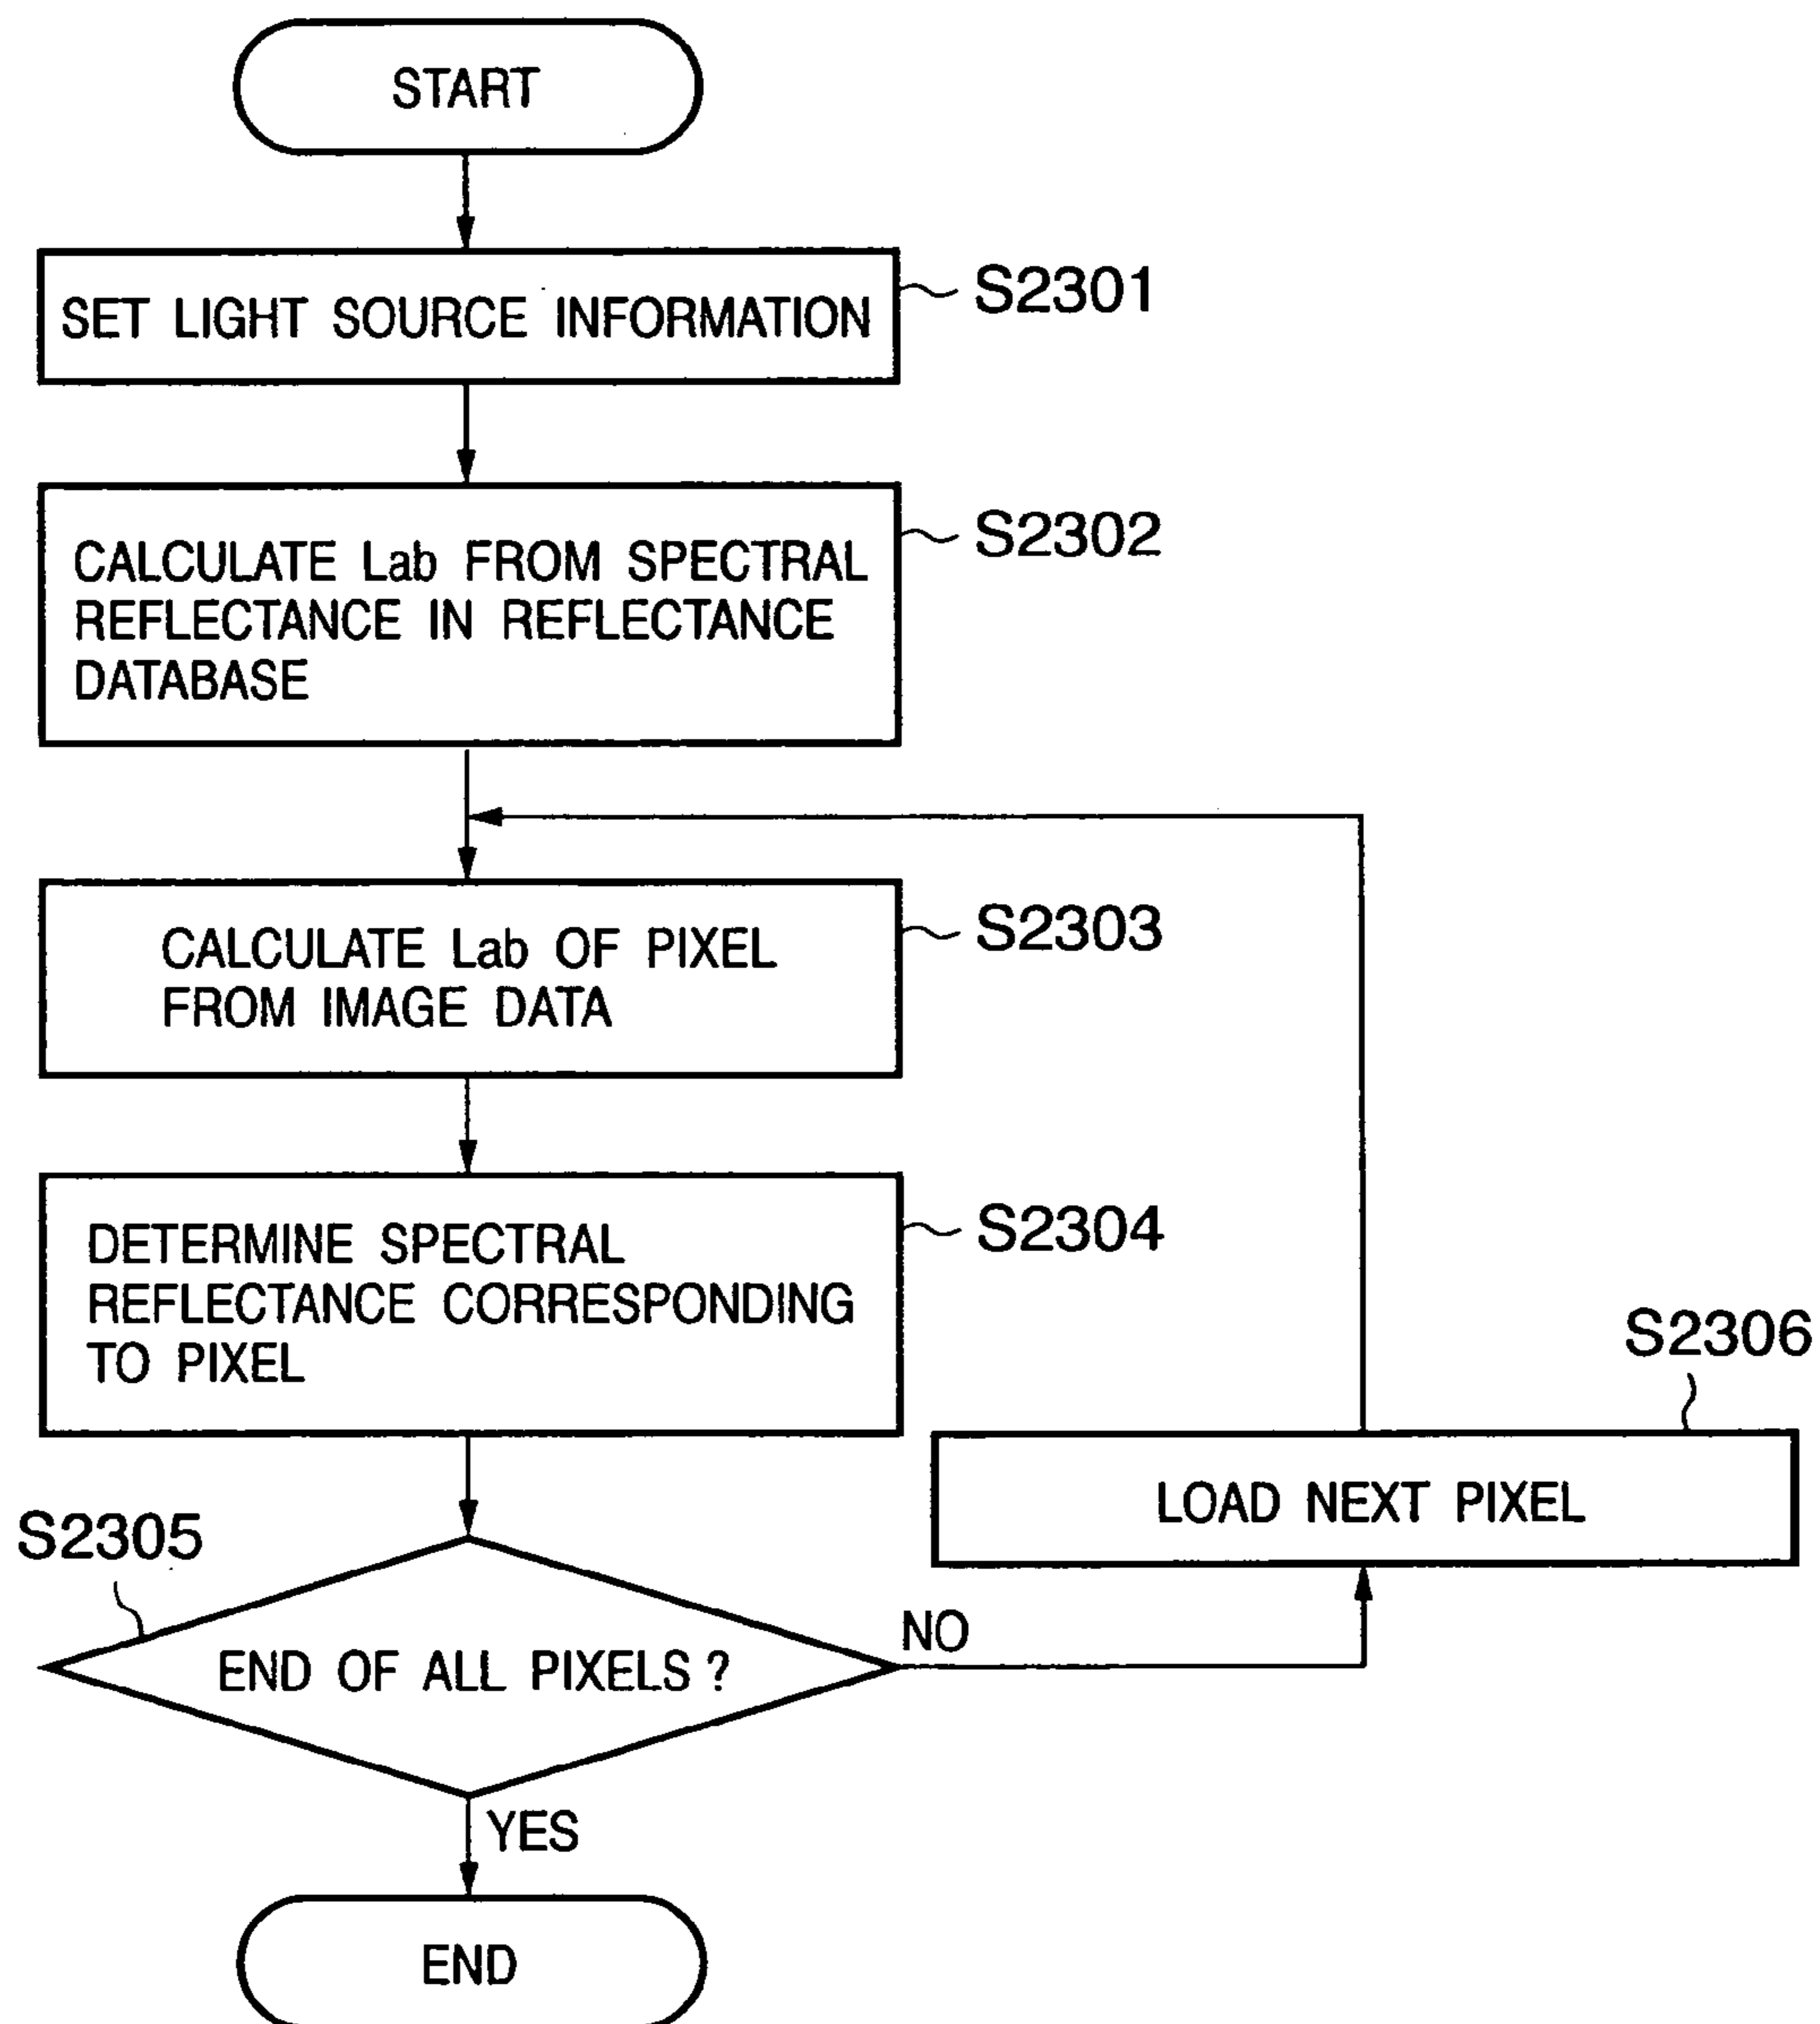 START
SET LIGHT SOURCE INFORMATION
S2301
CALCULATE Lab FROM SPECTRAL
REFLECTANCE IN REFLECTANCE
DATABASE
S2302
CALCULATE Lab OF PIXEL
FROM IMAGE DATA
S2303
DETERMINE SPECTRAL
REFLECTANCE CORRESPONDING
TO PIXEL
S2304
S2306
LOAD NEXT PIXEL
S2305
END OF ALL PIXELS ?
NO
YES
END